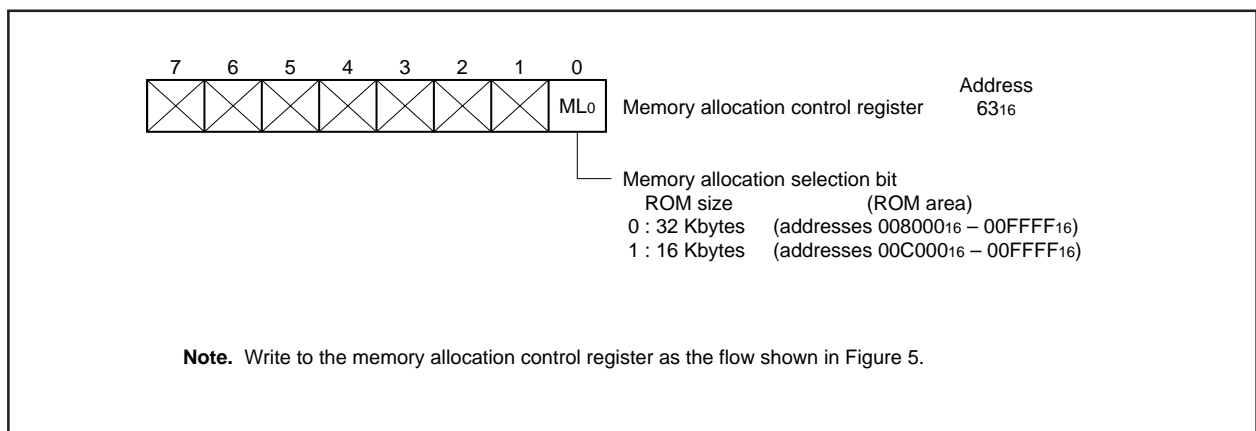 7 6 5 4 3 2 1 0
Address
ML0 Memory allocation control register 6316
Memory allocation selection bit
ROM size (ROM area)
0 : 32 Kbytes (addresses 00800016 – 00FFFF16)
1 : 16 Kbytes (addresses 00C00016 – 00FFFF16)
Note. Write to the memory allocation control register as the flow shown in Figure 5.